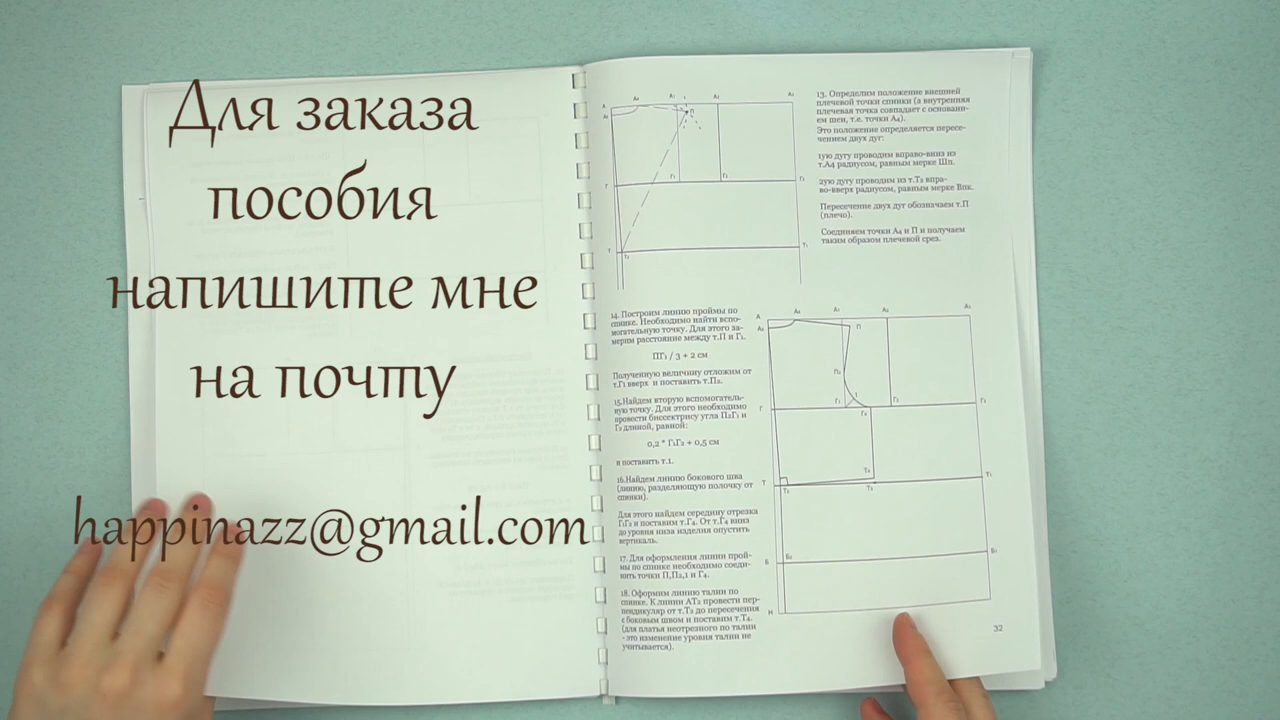 Для заказа
пособия
напишите мне
на почту
happinazz@gmail.com
13. Определим положение внешней
плечевой точки спинки (а внутренняя
плечевая точка совпадает с основани-
ем шеи, т.е. точки А4).
Это положение определяется пересе-
чением двух дуг:
1ую дугу проводим вправо-вниз из
т.А4 радиусом, равным мерке Шп.
2ую дугу проводим из т.Т2 впра-
во-вверх радиусом, равным мерке Впк.
Пересечение двух дуг обозначаем т.П
(плечо).
Соединяем точки А4 и П и получаем
таким образом плечевой срез.
14. Построим линию проймы по
спинке. Необходимо найти вспо-
могательную точку. Для этого за-
мерим расстояние между т.П и Г1.
ПГ1 / 3 + 2 см
Полученную величину отложим от
т.Г1 вверх и поставить т.П2.
15.Найдем вторую вспомогатель-
ную точку. Для этого необходимо
провести биссектрису угла П2Г1 и
Г2 длиной, равной:
0,2 * Г1Г2 + 0,5 см
и поставить т.1.
16.Найдем линию бокового шва
(линию, разделяющую полочку от
спинки).
Для этого найдем середину отрезка
Г1Г2 и поставим т.Г4. От т.Г4 вниз
до уровня низа изделия опустить
вертикаль.
17. Для оформления линии прой-
мы по спинке необходимо соеди-
нить точки П,П2,1 и Г4.
18. Оформим линию талии по
спинке. К линии АТ2 провести пер-
пендикуляр от т.Т2 до пересечения
с боковым швом и поставим т.Т4.
(для платья неотрезного по талии
- это изменение уровня талии не
учитывается).
32